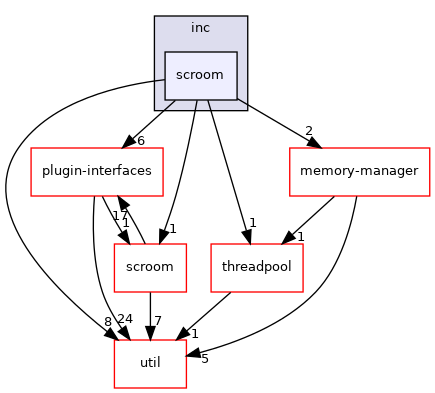 inc
scroom
6
2
plugin-interfaces
memory-manager
17
1
1
1
1
scroom
threadpool
8
24
7
1
5
util